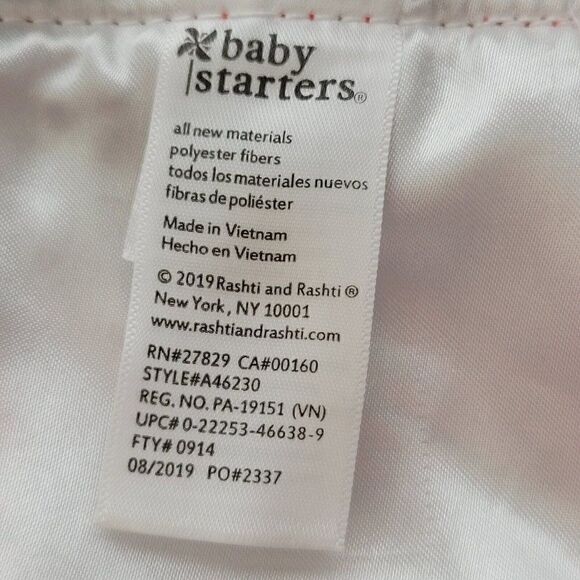 baby
starters®
all new materials
polyester fibers
todos los materiales nuevos
fibras de poliéster
Made in Vietnam
Hecho en Vietnam
© 2019 Rashti and Rashti ®
New York, NY 10001
www.rashtiandrashti.com
RN#27829 CA#00160
STYLE#A46230
REG. NO. PA-19151 (VN)
UPC# 0-22253-46638-9
FTY# 0914
08/2019 PO#2337